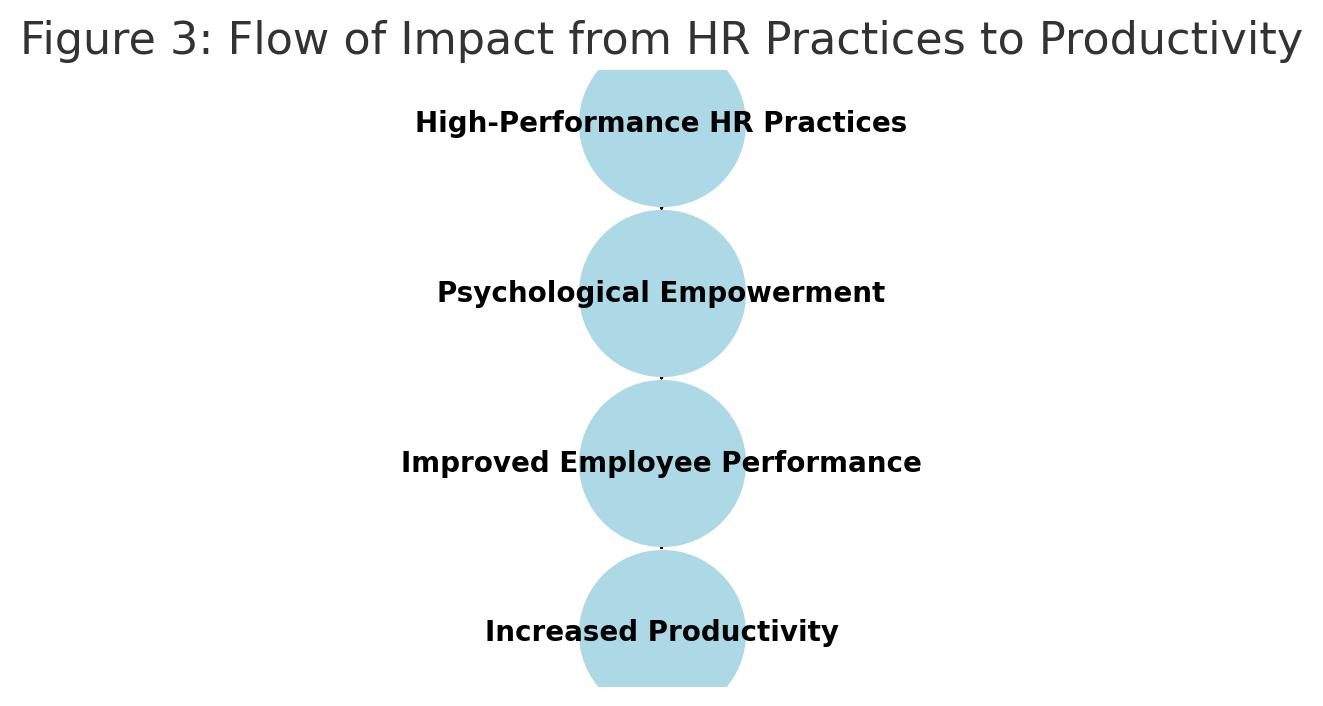 Figure 3: Flow of Impact from HR Practices to Productivity
High-Performance HR Practices
Psychological Empowerment
Improved Employee Performance
Increased Productivity